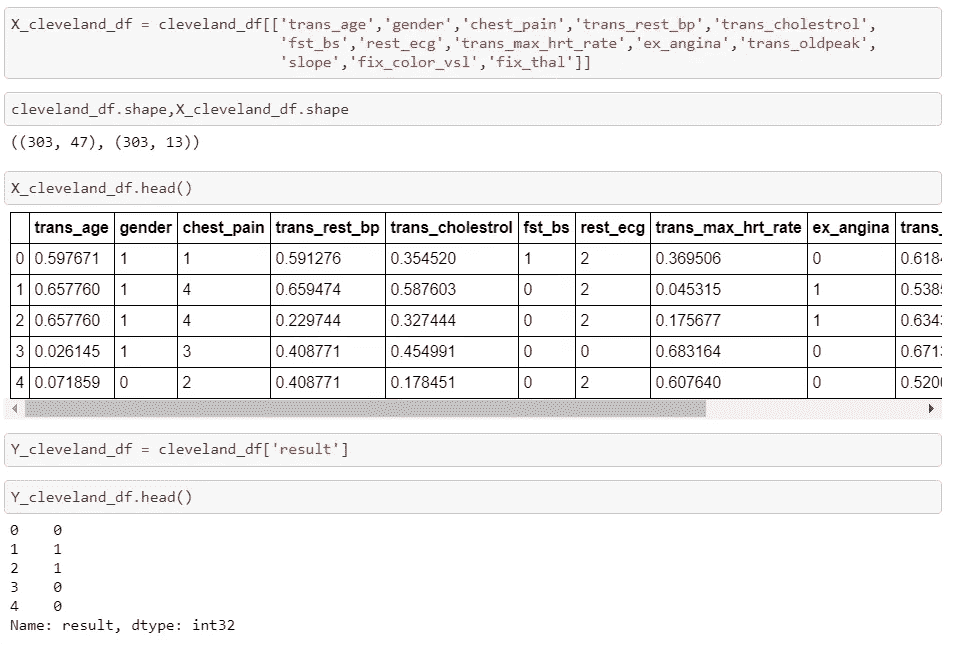 X_cleveland_df = cleveland_df[['trans_age','gender','chest_pain','trans_rest_bp','trans_cholestrol',
'fst_bs','rest_ecg','trans_max_hrt_rate','ex_angina','trans_oldpeak',
'slope','fix_color_vsl','fix_thal']]
cleveland_df.shape,X_cleveland_df.shape
((303, 47), (303, 13))
X_cleveland_df.head()
trans_age gender chest_pain trans_rest_bp trans_cholestrol fst_bs rest_ecg trans_max_hrt_rate ex_angina trans_
0 0.597671 1 1 0.591276 0.354520 1 2 0.369506 0 0.618
1 0.657760 1 4 0.659474 0.587603 0 2 0.045315 1 0.538
2 0.657760 1 4 0.229744 0.327444 0 2 0.175677 1 0.634
3 0.026145 1 3 0.408771 0.454991 0 0 0.683164 0 0.671
4 0.071859 0 2 0.408771 0.178451 0 2 0.607640 0 0.520
Y_cleveland_df = cleveland_df['result']
Y_cleveland_df.head()
0 0
1 1
2 1
3 0
4 0
Name: result, dtype: int32